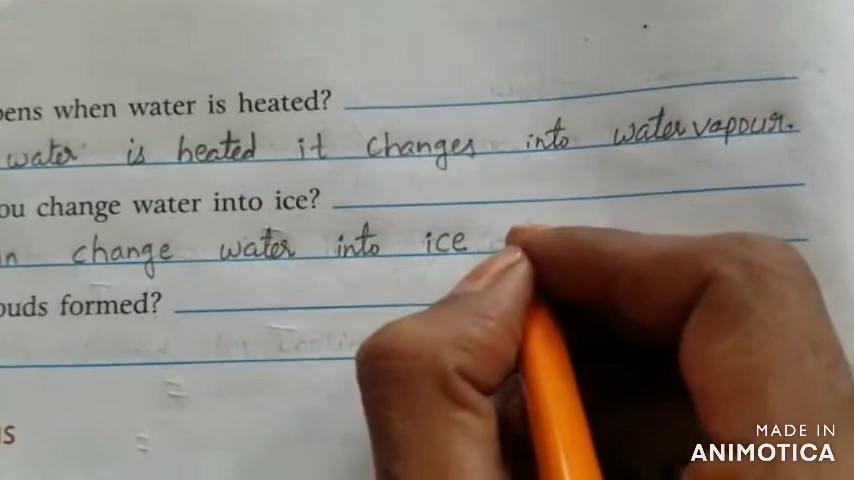 pens when water is heated?
water is heated it changes into water vapour.
ou change water into ice?
n change water into ice
ouds formed?
s
MADE IN
ANIMOTICA